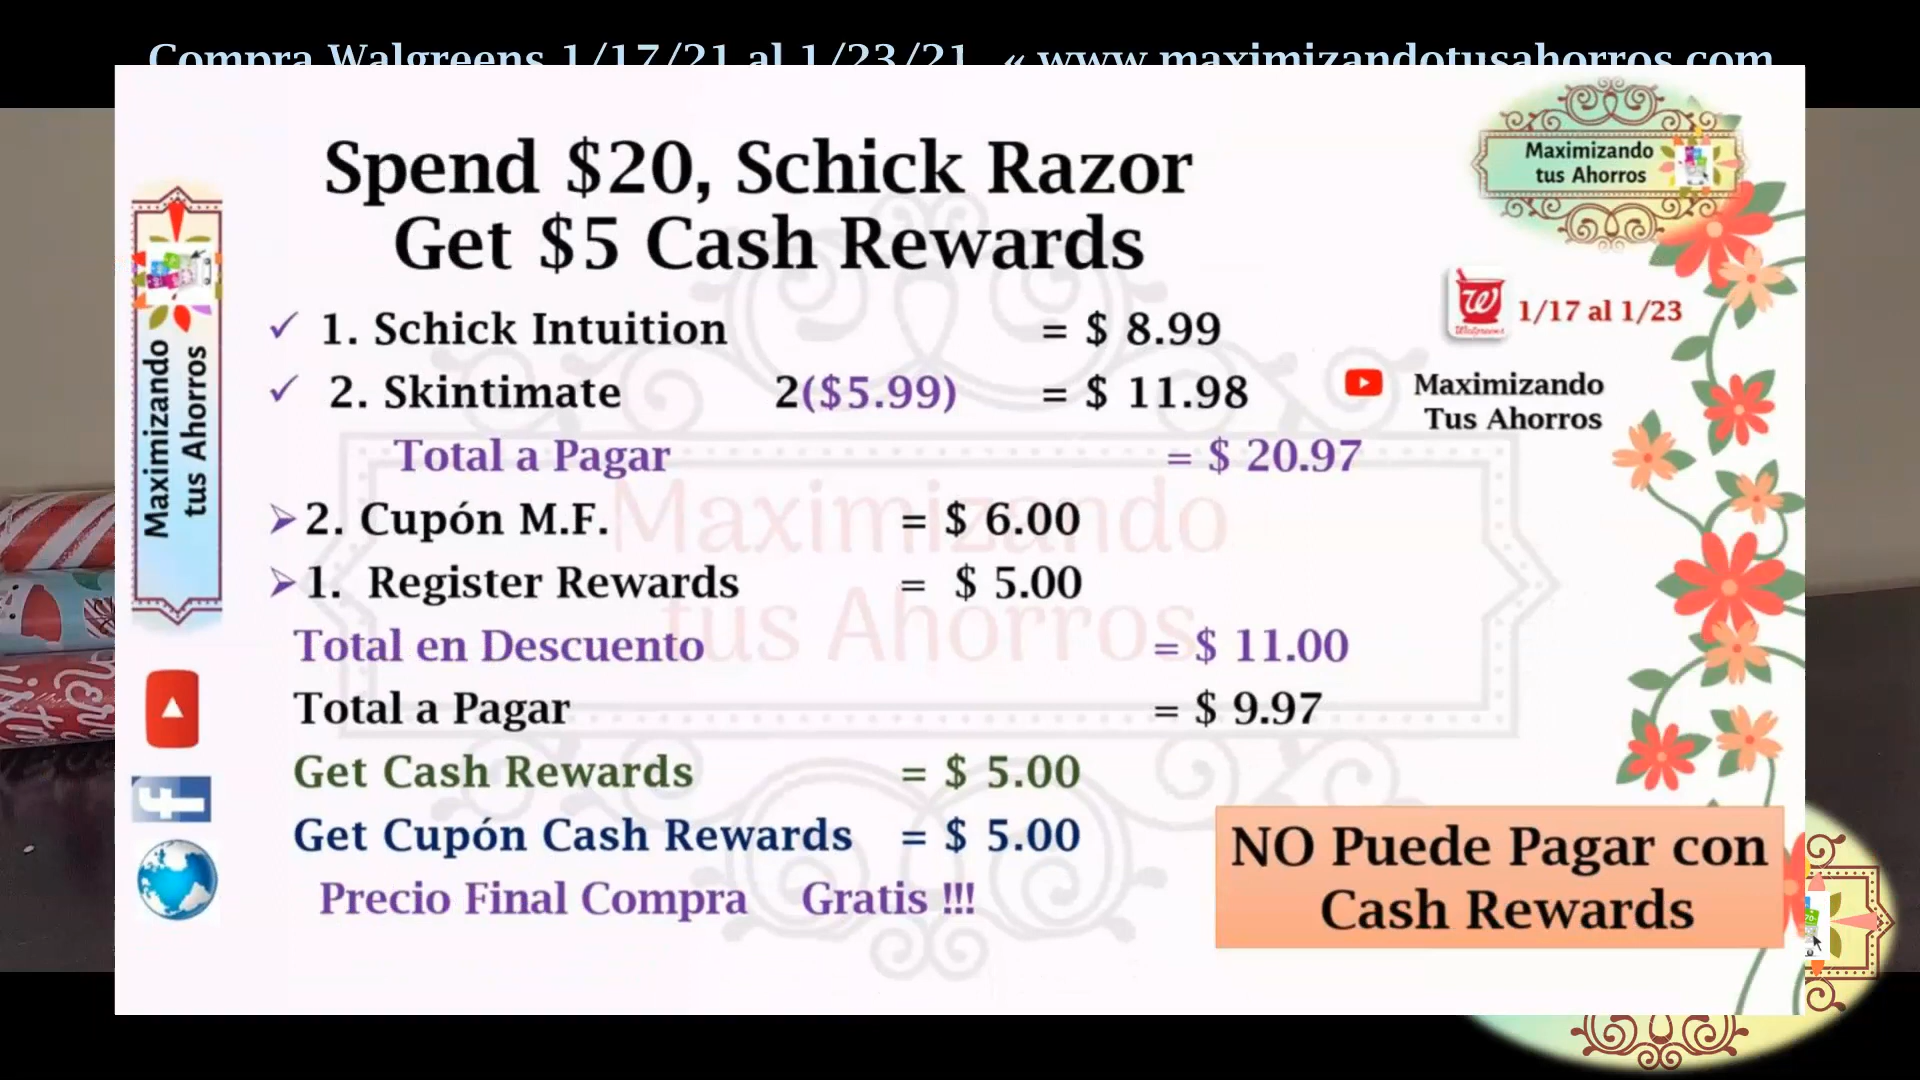 Compra Walgreens 1/17/21 al 1/23/21 « www.maximizandotusahorros.com
Spend $20, Schick Razor
Get $5 Cash Rewards
Maximizando
tus Ahorros
1/17 al 1/23
Walgreens
Maximizando
Tus Ahorros
Maximizando
tus Ahorros
✓ 1. Schick Intuition = $ 8.99
✓ 2. Skintimate 2($5.99) = $ 11.98
Total a Pagar = $ 20.97
➢ 2. Cupón M.F. = $ 6.00
➢ 1. Register Rewards = $ 5.00
Total en Descuento = $ 11.00
Total a Pagar = $ 9.97
Get Cash Rewards = $ 5.00
Get Cupón Cash Rewards = $ 5.00
Precio Final Compra Gratis !!!
NO Puede Pagar con
Cash Rewards
Maximizando
tus Ahorros